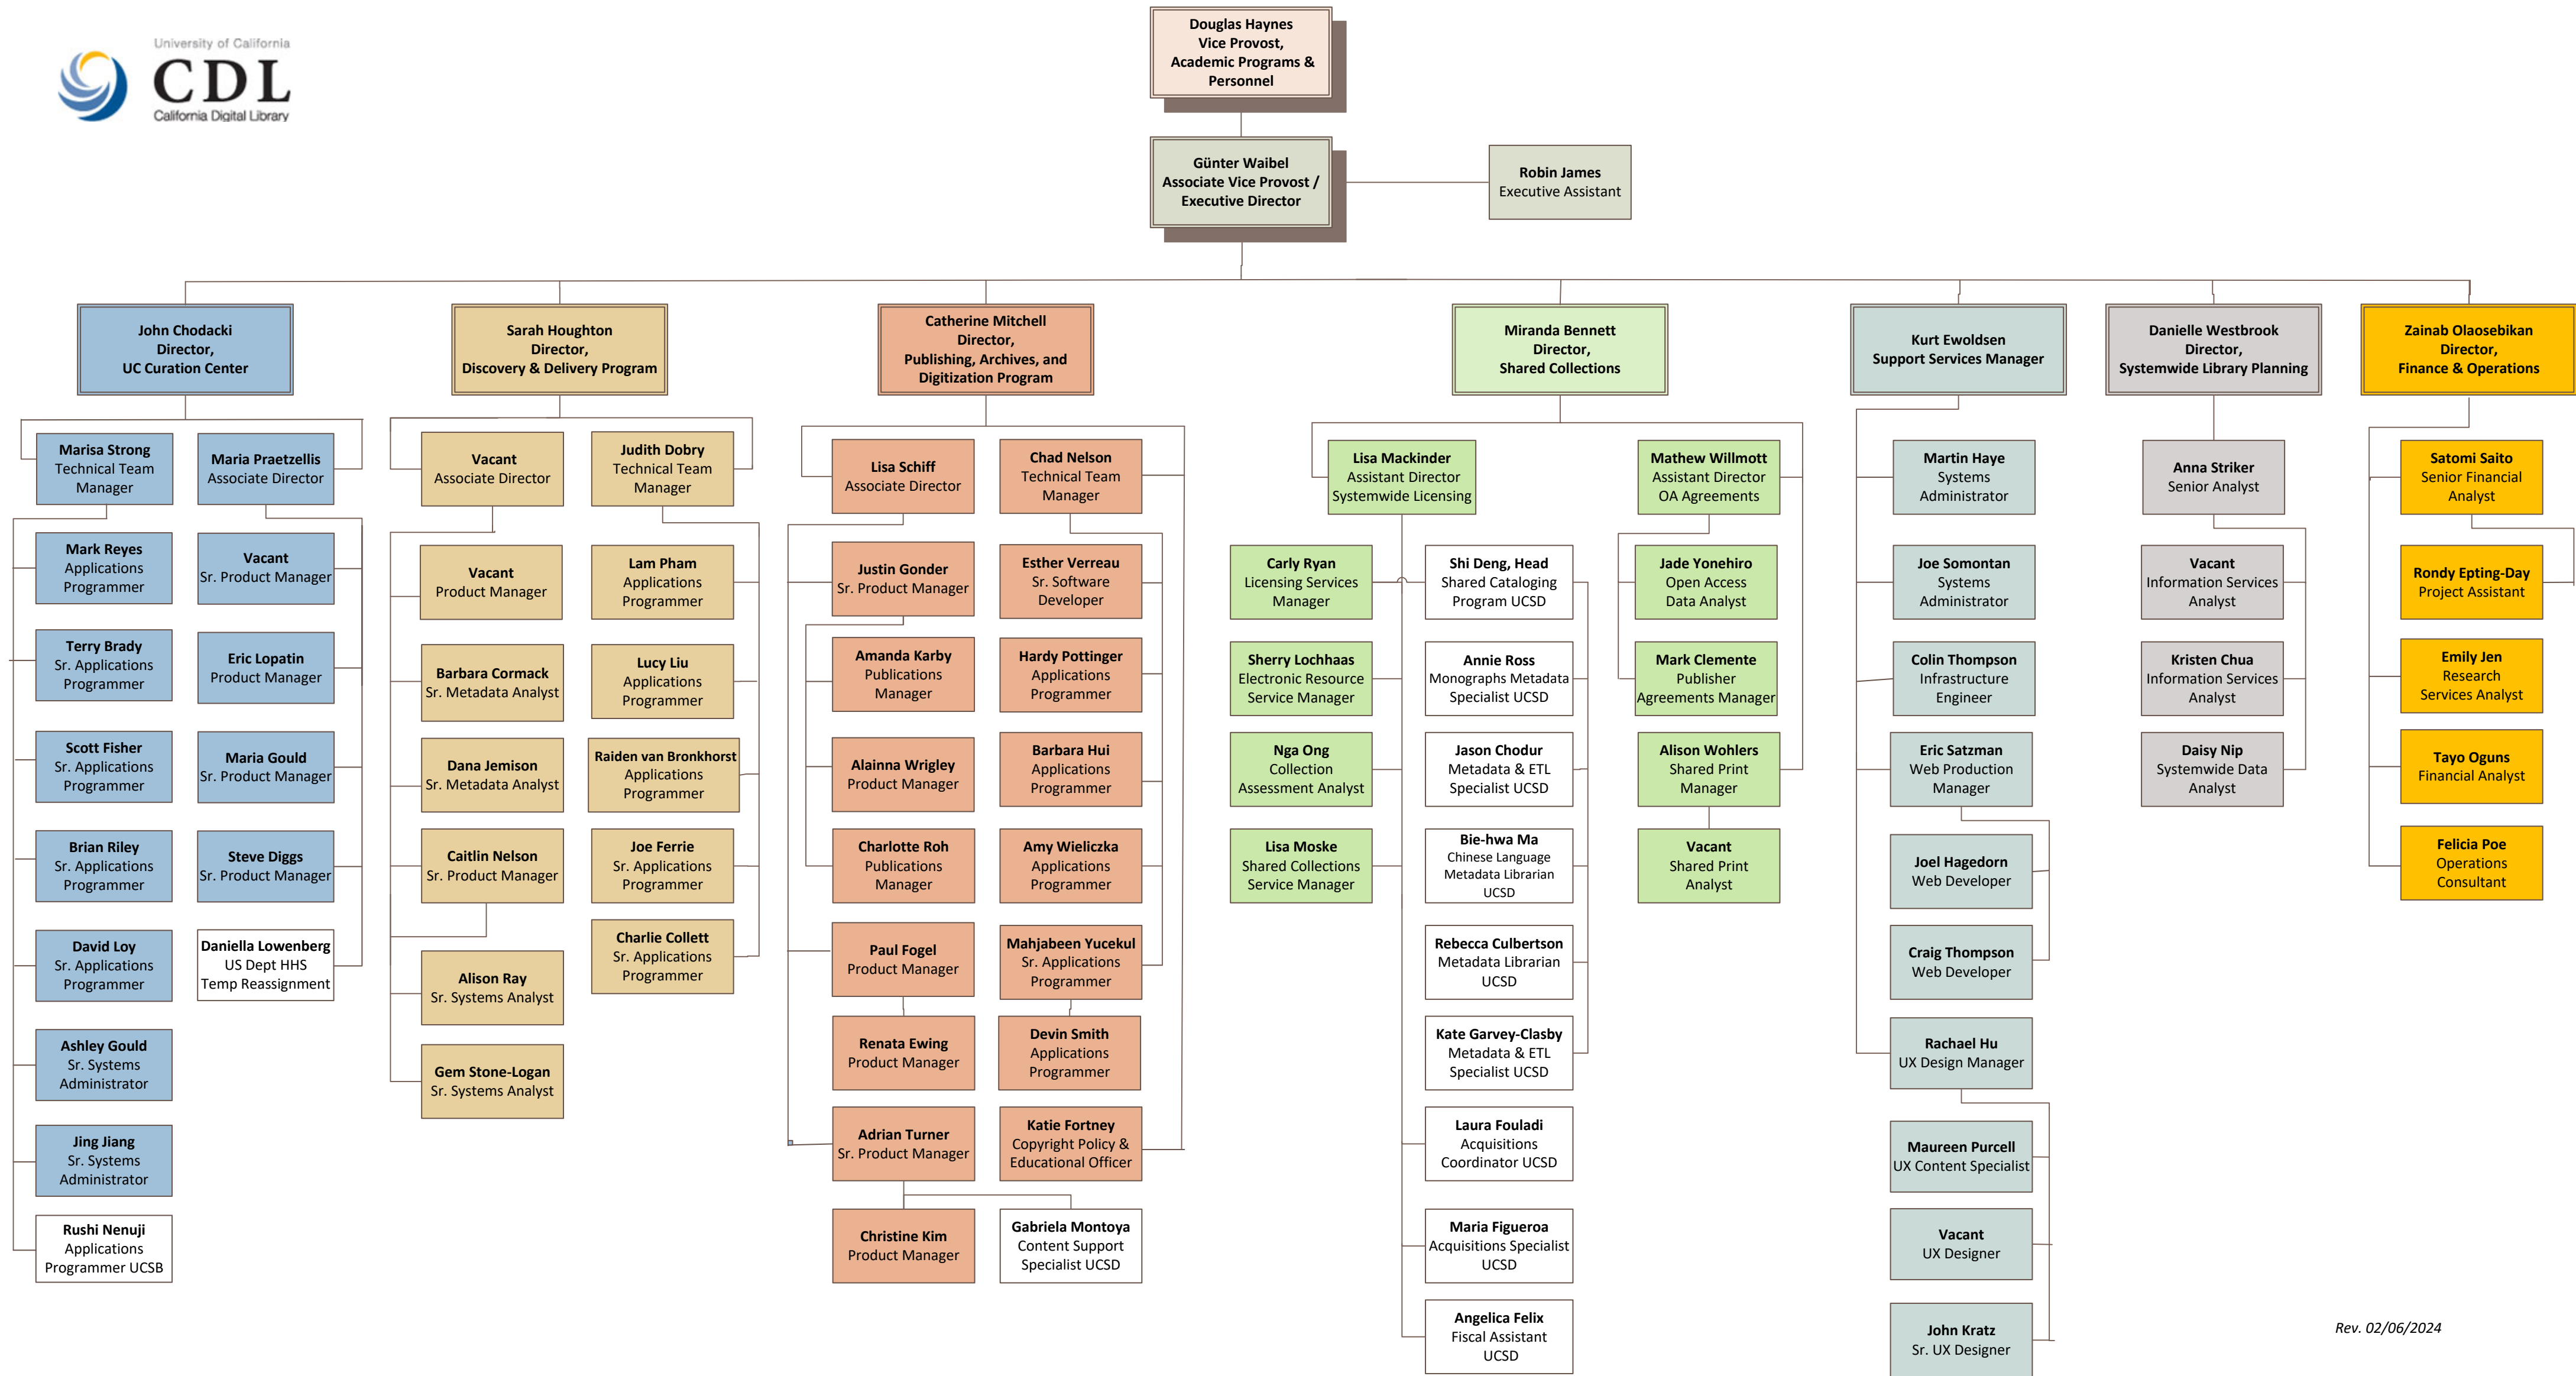 University of California
CDL
California Digital Library
Douglas Haynes
Vice Provost,
Academic Programs &
Personnel
Günter Waibel
Associate Vice Provost /
Executive Director
Robin James
Executive Assistant
John Chodacki
Director,
UC Curation Center
Marisa Strong
Technical Team
Manager
Maria Praetzellis
Associate Director
Mark Reyes
Applications
Programmer
Vacant
Sr. Product Manager
Terry Brady
Sr. Applications
Programmer
Eric Lopatin
Product Manager
Scott Fisher
Sr. Applications
Programmer
Maria Gould
Sr. Product Manager
Brian Riley
Sr. Applications
Programmer
Steve Diggs
Sr. Product Manager
David Loy
Sr. Applications
Programmer
Daniella Lowenberg
US Dept HHS
Temp Reassignment
Ashley Gould
Sr. Systems
Administrator
Jing Jiang
Sr. Systems
Administrator
Rushi Nenuji
Applications
Programmer UCSB
Sarah Houghton
Director,
Discovery & Delivery Program
Vacant
Associate Director
Judith Dobry
Technical Team
Manager
Vacant
Product Manager
Lam Pham
Applications
Programmer
Barbara Cormack
Sr. Metadata Analyst
Lucy Liu
Applications
Programmer
Dana Jemison
Sr. Metadata Analyst
Raiden van Bronkhorst
Applications
Programmer
Caitlin Nelson
Sr. Product Manager
Joe Ferrie
Sr. Applications
Programmer
Alison Ray
Sr. Systems Analyst
Charlie Collett
Sr. Applications
Programmer
Gem Stone-Logan
Sr. Systems Analyst
Catherine Mitchell
Director,
Publishing, Archives, and
Digitization Program
Lisa Schiff
Associate Director
Chad Nelson
Technical Team
Manager
Justin Gonder
Sr. Product Manager
Esther Verreau
Sr. Software
Developer
Amanda Karby
Publications
Manager
Hardy Pottinger
Applications
Programmer
Alainna Wrigley
Product Manager
Barbara Hui
Applications
Programmer
Charlotte Roh
Publications
Manager
Amy Wieliczka
Applications
Programmer
Paul Fogel
Product Manager
Mahjabeen Yucekul
Sr. Applications
Programmer
Renata Ewing
Product Manager
Devin Smith
Applications
Programmer
Adrian Turner
Sr. Product Manager
Katie Fortney
Copyright Policy &
Educational Officer
Christine Kim
Product Manager
Gabriela Montoya
Content Support
Specialist UCSD
Miranda Bennett
Director,
Shared Collections
Lisa Mackinder
Assistant Director
Systemwide Licensing
Mathew Willmott
Assistant Director
OA Agreements
Carly Ryan
Licensing Services
Manager
Shi Deng, Head
Shared Cataloging
Program UCSD
Jade Yonehiro
Open Access
Data Analyst
Sherry Lochhaas
Electronic Resource
Service Manager
Annie Ross
Monographs Metadata
Specialist UCSD
Mark Clemente
Publisher
Agreements Manager
Nga Ong
Collection
Assessment Analyst
Jason Chodur
Metadata & ETL
Specialist UCSD
Alison Wohlers
Shared Print
Manager
Lisa Moske
Shared Collections
Service Manager
Bie-hwa Ma
Chinese Language
Metadata Librarian
UCSD
Vacant
Shared Print
Analyst
Rebecca Culbertson
Metadata Librarian
UCSD
Kate Garvey-Clasby
Metadata & ETL
Specialist UCSD
Laura Fouladi
Acquisitions
Coordinator UCSD
Maria Figueroa
Acquisitions Specialist
UCSD
Angelica Felix
Fiscal Assistant
UCSD
Kurt Ewoldsen
Support Services Manager
Martin Haye
Systems
Administrator
Joe Somontan
Systems
Administrator
Colin Thompson
Infrastructure
Engineer
Eric Satzman
Web Production
Manager
Joel Hagedorn
Web Developer
Craig Thompson
Web Developer
Rachael Hu
UX Design Manager
Maureen Purcell
UX Content Specialist
Vacant
UX Designer
John Kratz
Sr. UX Designer
Danielle Westbrook
Director,
Systemwide Library Planning
Anna Striker
Senior Analyst
Vacant
Information Services
Analyst
Kristen Chua
Information Services
Analyst
Daisy Nip
Systemwide Data
Analyst
Zainab Olaosebikan
Director,
Finance & Operations
Satomi Saito
Senior Financial
Analyst
Rondy Epting-Day
Project Assistant
Emily Jen
Research
Services Analyst
Tayo Oguns
Financial Analyst
Felicia Poe
Operations
Consultant
Rev. 02/06/2024